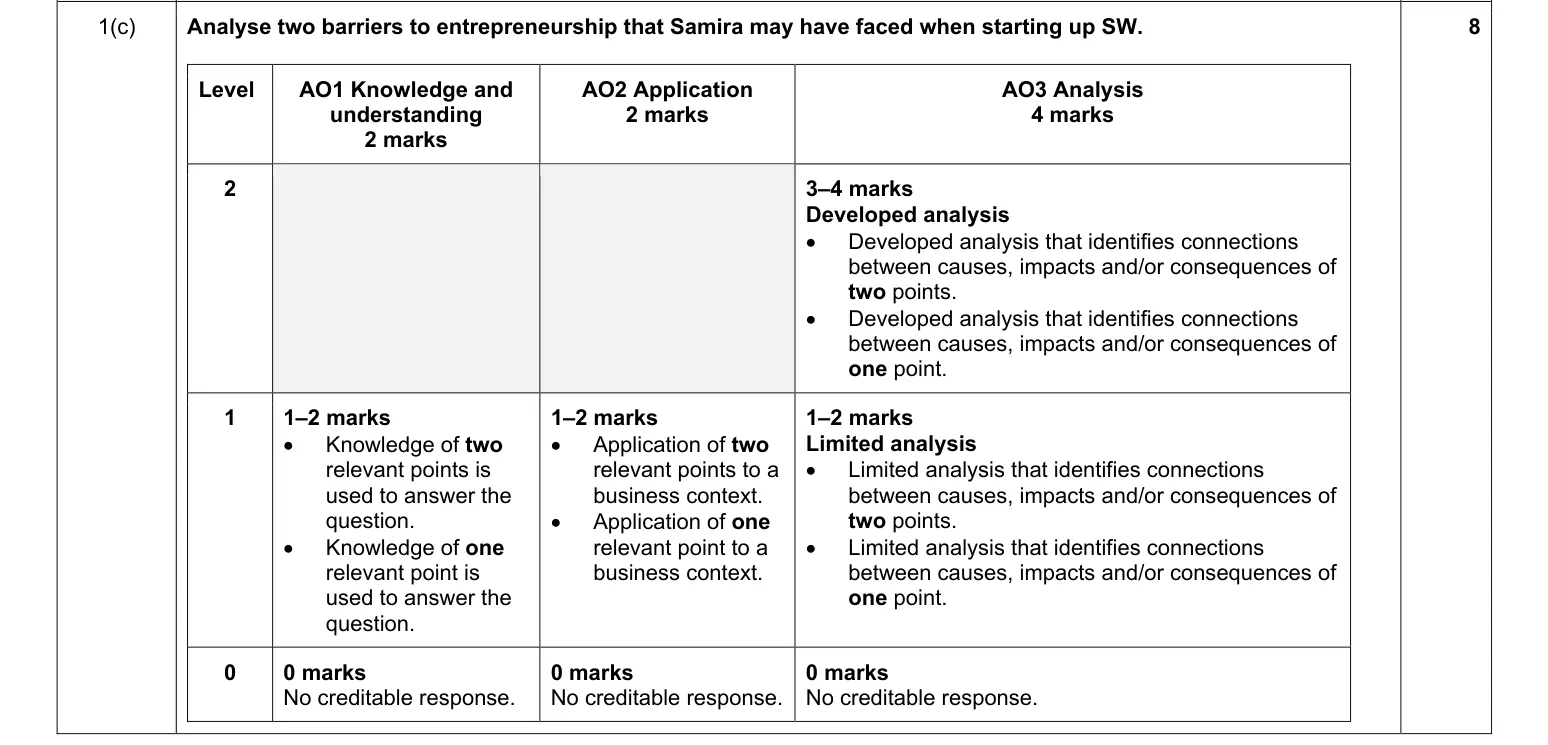 1(c)
Analyse two barriers to entrepreneurship that Samira may have faced when starting up SW.
8
Level
AO1 Knowledge and
understanding
2 marks
AO2 Application
2 marks
AO3 Analysis
4 marks
2
3–4 marks
Developed analysis
• Developed analysis that identifies connections
between causes, impacts and/or consequences of
two points.
• Developed analysis that identifies connections
between causes, impacts and/or consequences of
one point.
1
1–2 marks
• Knowledge of two
relevant points is
used to answer the
question.
• Knowledge of one
relevant point is
used to answer the
question.
1–2 marks
• Application of two
relevant points to a
business context.
• Application of one
relevant point to a
business context.
1–2 marks
Limited analysis
• Limited analysis that identifies connections
between causes, impacts and/or consequences of
two points.
• Limited analysis that identifies connections
between causes, impacts and/or consequences of
one point.
0
0 marks
No creditable response.
0 marks
No creditable response.
0 marks
No creditable response.